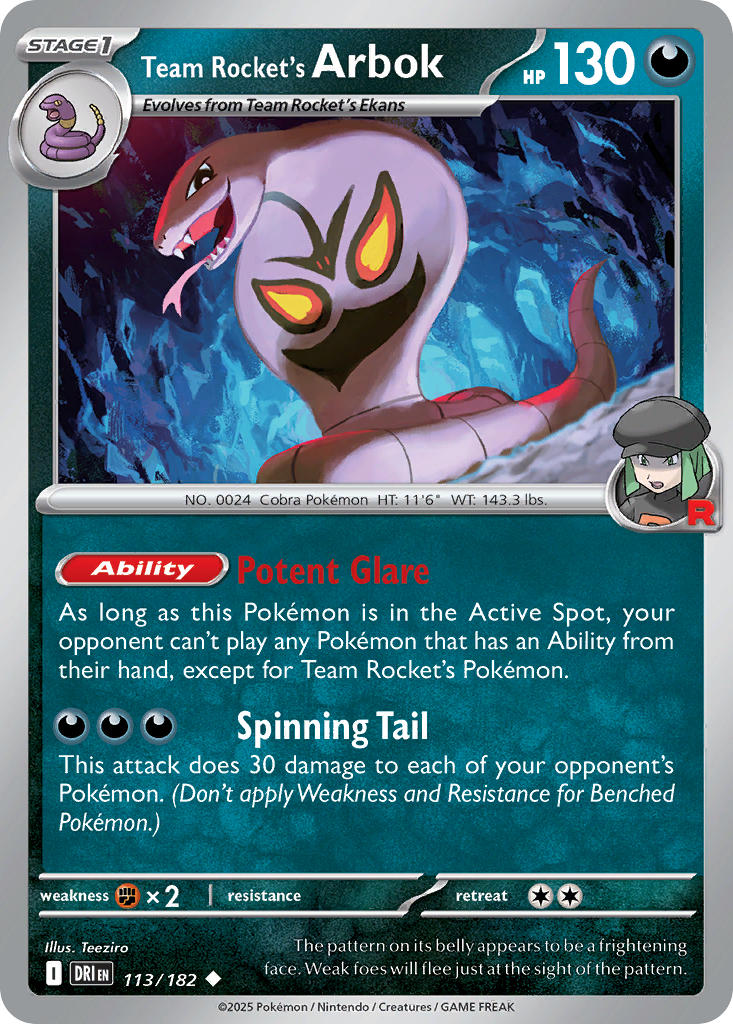 STAGE1
Team Rocket's Arbok
HP 130
Evolves from Team Rocket's Ekans
NO. 0024 Cobra Pokémon HT: 11'6" WT: 143.3 lbs.
R
Ability Potent Glare
As long as this Pokémon is in the Active Spot, your
opponent can't play any Pokémon that has an Ability from
their hand, except for Team Rocket's Pokémon.
Spinning Tail
This attack does 30 damage to each of your opponent's
Pokémon. (Don't apply Weakness and Resistance for Benched
Pokémon.)
weakness ×2 resistance retreat
Illus. Teeziro
The pattern on its belly appears to be a frightening
face. Weak foes will flee just at the sight of the pattern.
I DRI EN 113/182
©2025 Pokémon / Nintendo / Creatures / GAME FREAK